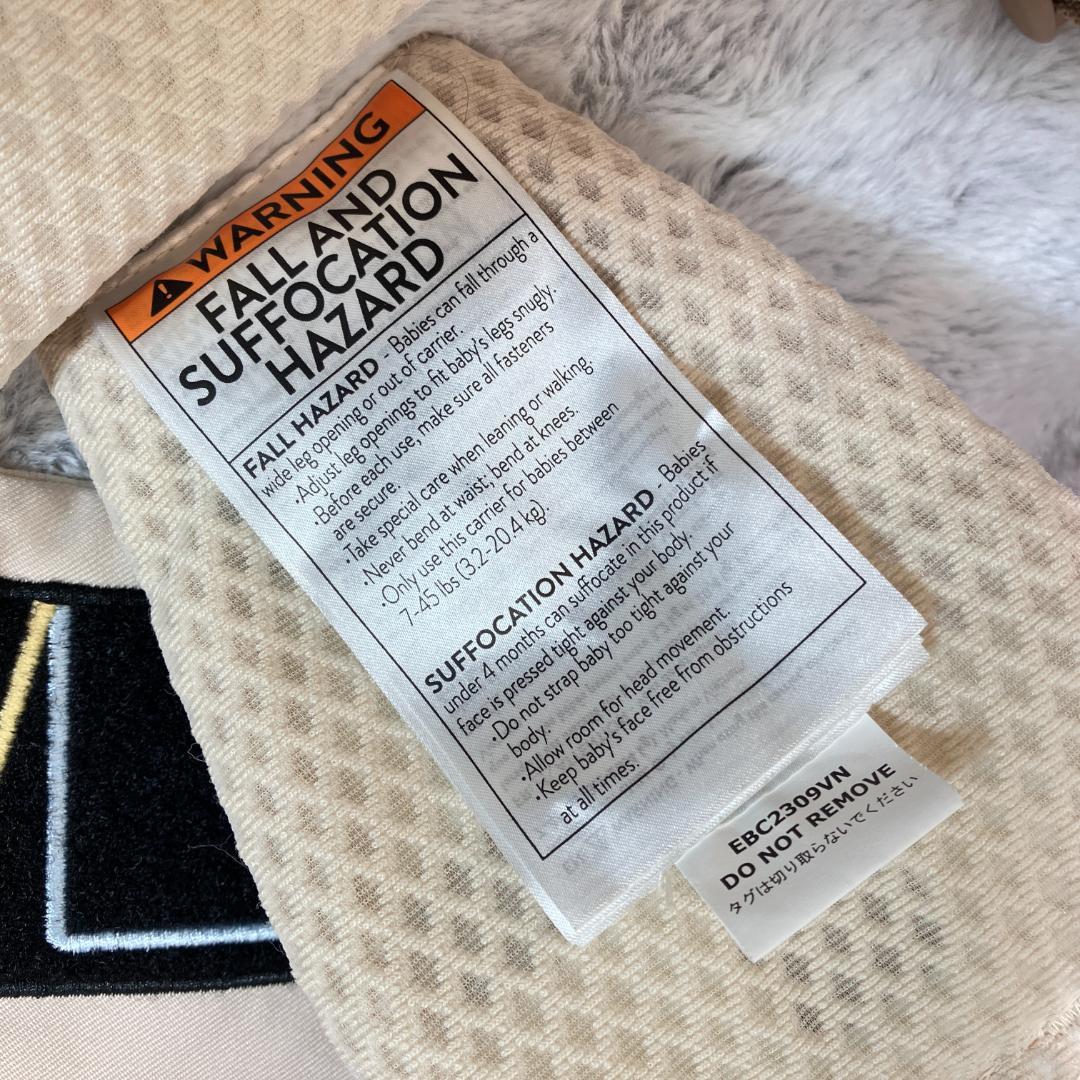 WARNING
FALL AND
SUFFOCATION
HAZARD
FALL HAZARD - Babies can fall through a
wide leg opening or out of carrier.
•Adjust leg openings to fit baby's legs snugly.
•Before each use, make sure all fasteners
are secure.
•Take special care when leaning or walking.
•Never bend at waist; bend at knees.
•Only use this carrier for babies between
7-45 lbs (3.2-20.4 kg).
SUFFOCATION HAZARD - Babies
under 4 months can suffocate in this product if
face is pressed tight against your body.
•Do not strap baby too tight against your
body.
•Allow room for head movement.
•Keep baby's face free from obstructions
at all times.
EBC2309VN
DO NOT REMOVE
タグは切り取らないでください